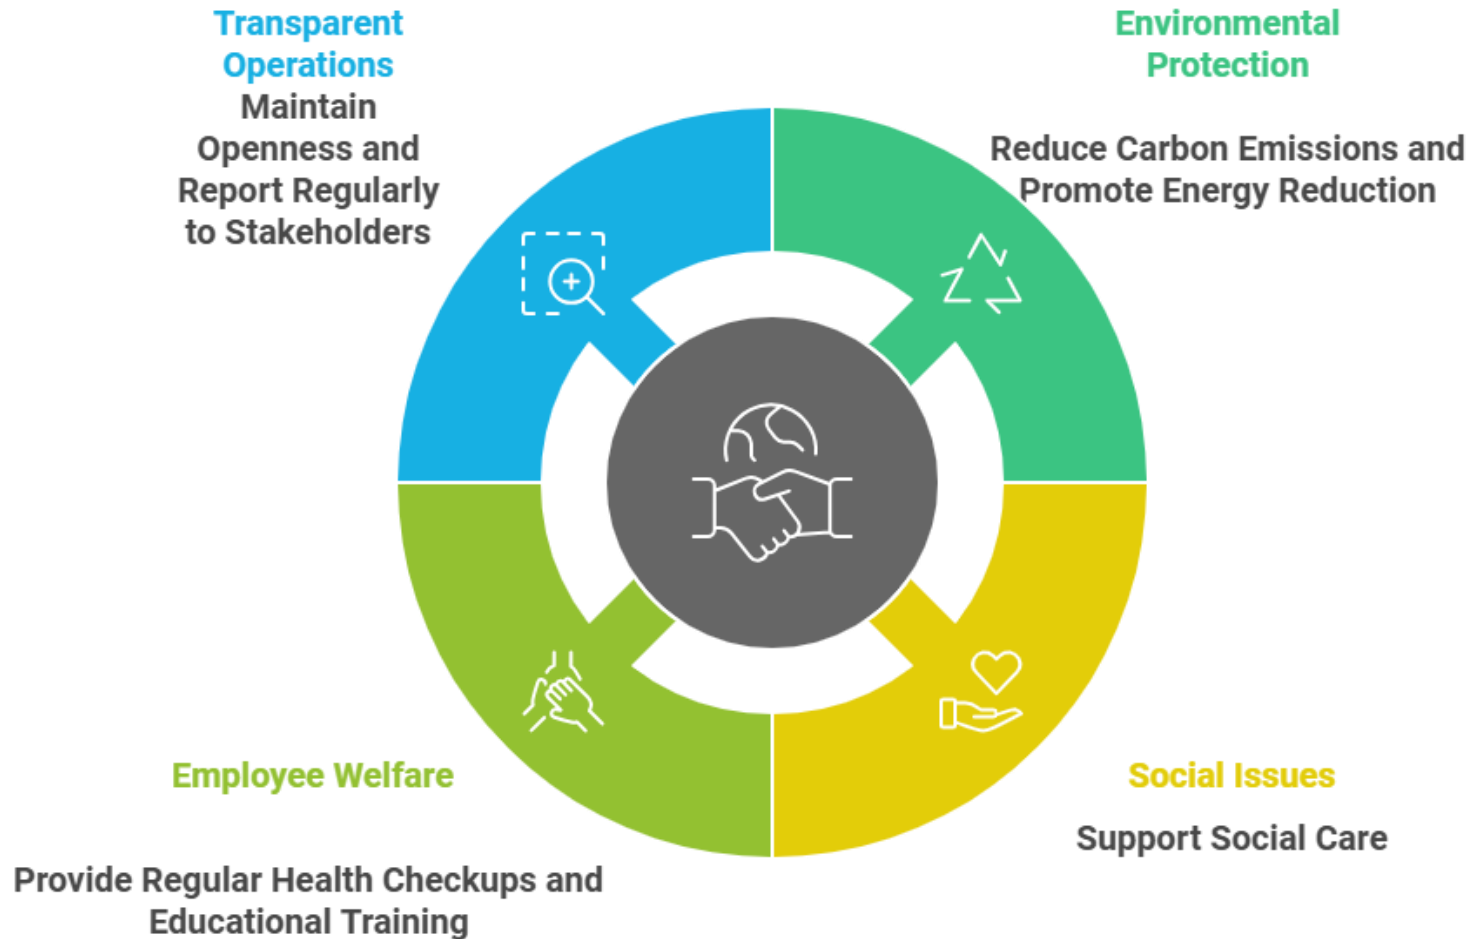 Transparent
Operations
Maintain
Openness and
Report Regularly
to Stakeholders
Environmental
Protection
Reduce Carbon Emissions and
Promote Energy Reduction
Employee Welfare
Provide Regular Health Checkups and
Educational Training
Social Issues
Support Social Care